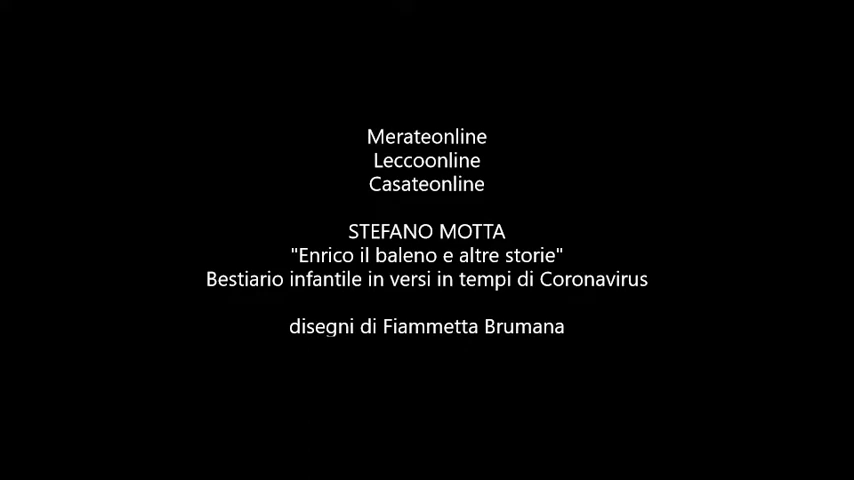 Merateonline
Leccoonline
Casateonline
STEFANO MOTTA
"Enrico il baleno e altre storie"
Bestiario infantile in versi in tempi di Coronavirus
disegni di Fiammetta Brumana